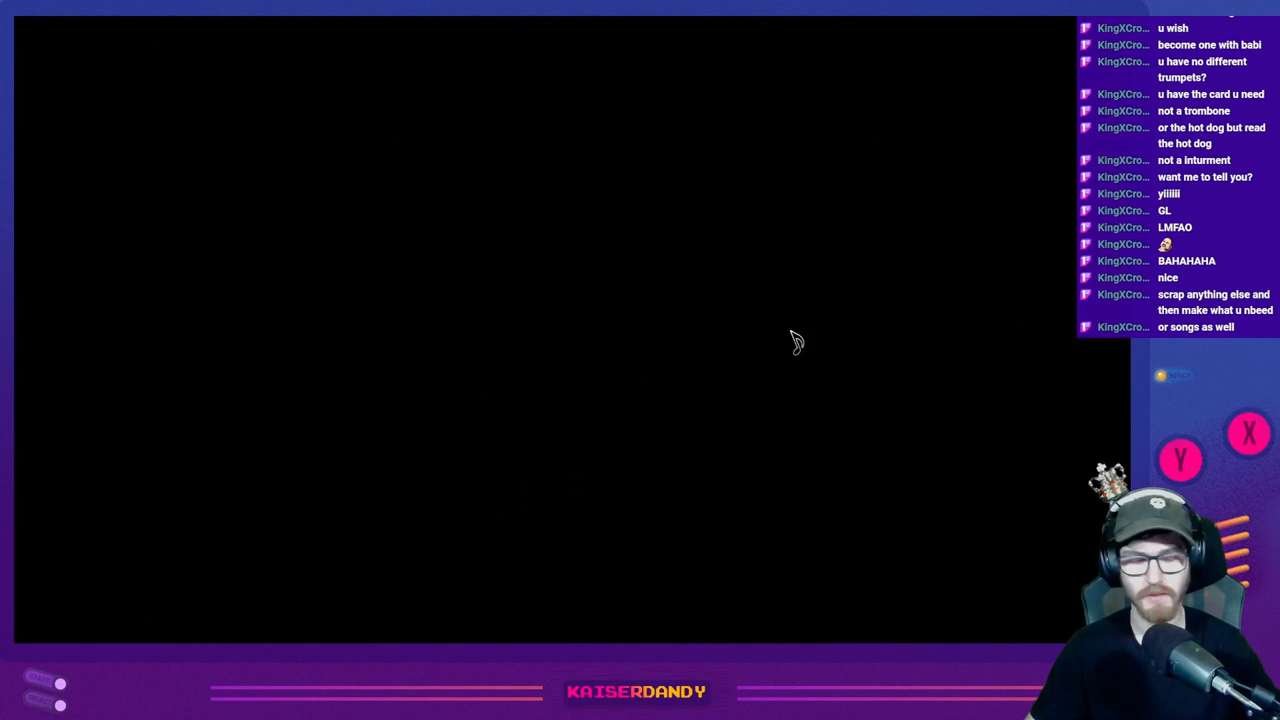 KingXCro... u wish
KingXCro... become one with babi
KingXCro... u have no different
trumpets?
KingXCro... u have the card u need
KingXCro... not a trombone
KingXCro... or the hot dog but read
the hot dog
KingXCro... not a inturment
KingXCro... want me to tell you?
KingXCro... yiiiiii
KingXCro... GL
KingXCro... LMFAO
KingXCro...
KingXCro... BAHAHAHA
KingXCro... nice
KingXCro... scrap anything else and
then make what u nbeed
KingXCro... or songs as well
X
Y
KAISERDANDY